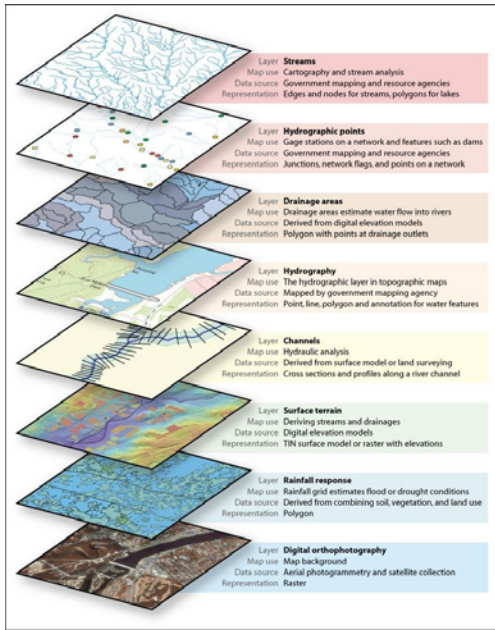 Layer Streams
Map use Cartography and stream analysis
Data source Government mapping and resource agencies
Representation Edges and nodes for streams, polygons for lakes
Layer Hydrographic points
Map use Gage stations on a network and features such as dams
Data source Government mapping and resource agencies
Representation Junctions, network flags, and points on a network
Layer Drainage areas
Map use Drainage areas estimate water flow into rivers
Data source Derived from digital elevation models
Representation Polygon with points at drainage outlets
Layer Hydrography
Map use The hydrographic layer in topographic maps
Data source Mapped by government mapping agency
Representation Point, line, polygon and annotation for water features
Layer Channels
Map use Hydraulic analysis
Data source Derived from surface model or land surveying
Representation Cross sections and profiles along a river channel
Layer Surface terrain
Map use Deriving streams and drainages
Data source Digital elevation models
Representation TIN surface model or raster with elevations
Layer Rainfall response
Map use Rainfall grid estimates flood or drought conditions
Data source Derived from combining soil, vegetation, and land use
Representation Polygon
Layer Digital orthophotography
Map use Map background
Data source Aerial photogrammetry and satellite collection
Representation Raster